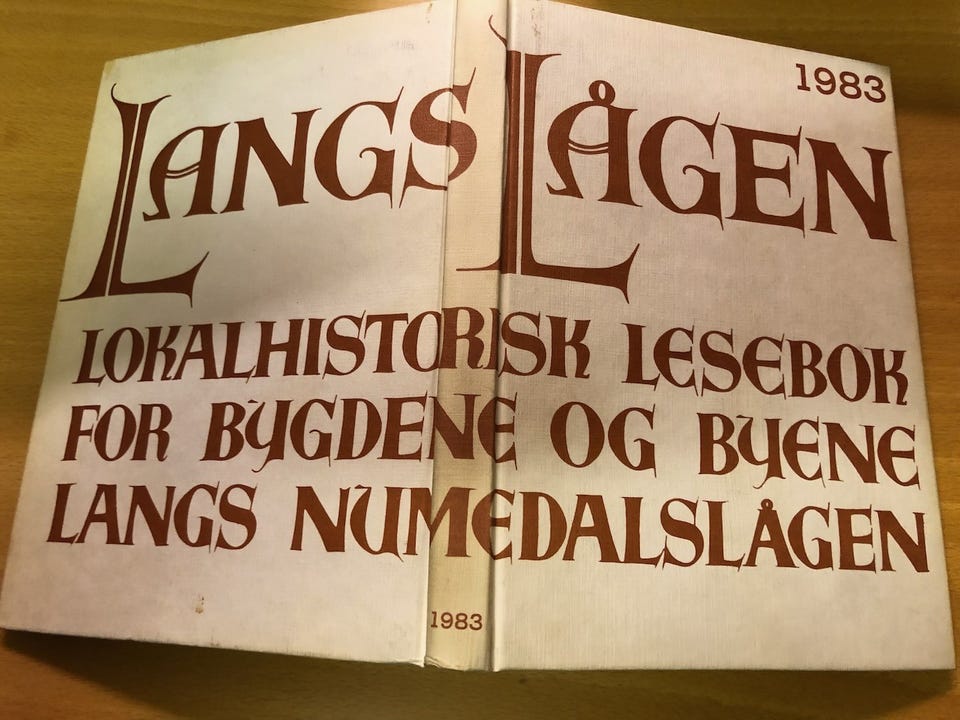 1983
LANGS LÅGEN
LOKALHISTORISK LESEBOK
FOR BYGDENE OG BYENE
LANGS NUMEDALSLÅGEN
1983